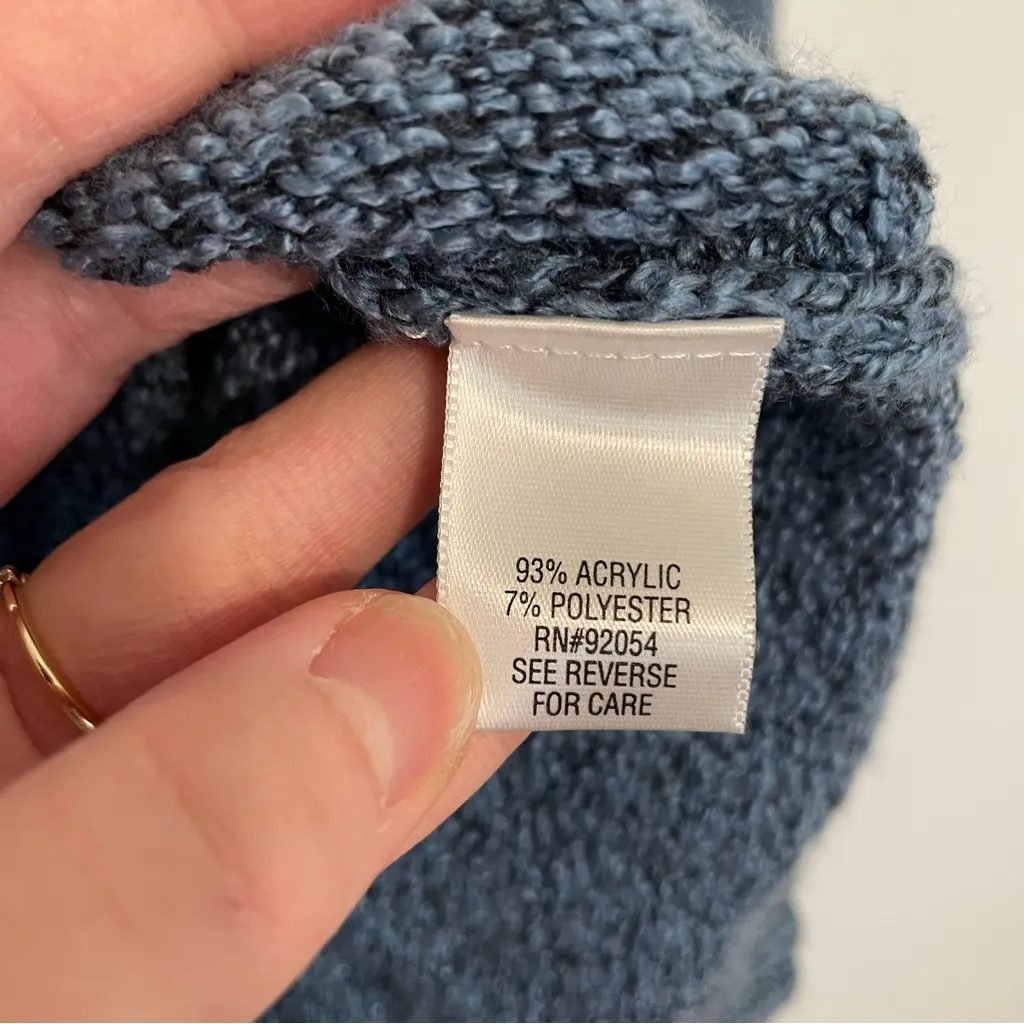 93% ACRYLIC
7% POLYESTER
RN#92054
SEE REVERSE
FOR CARE